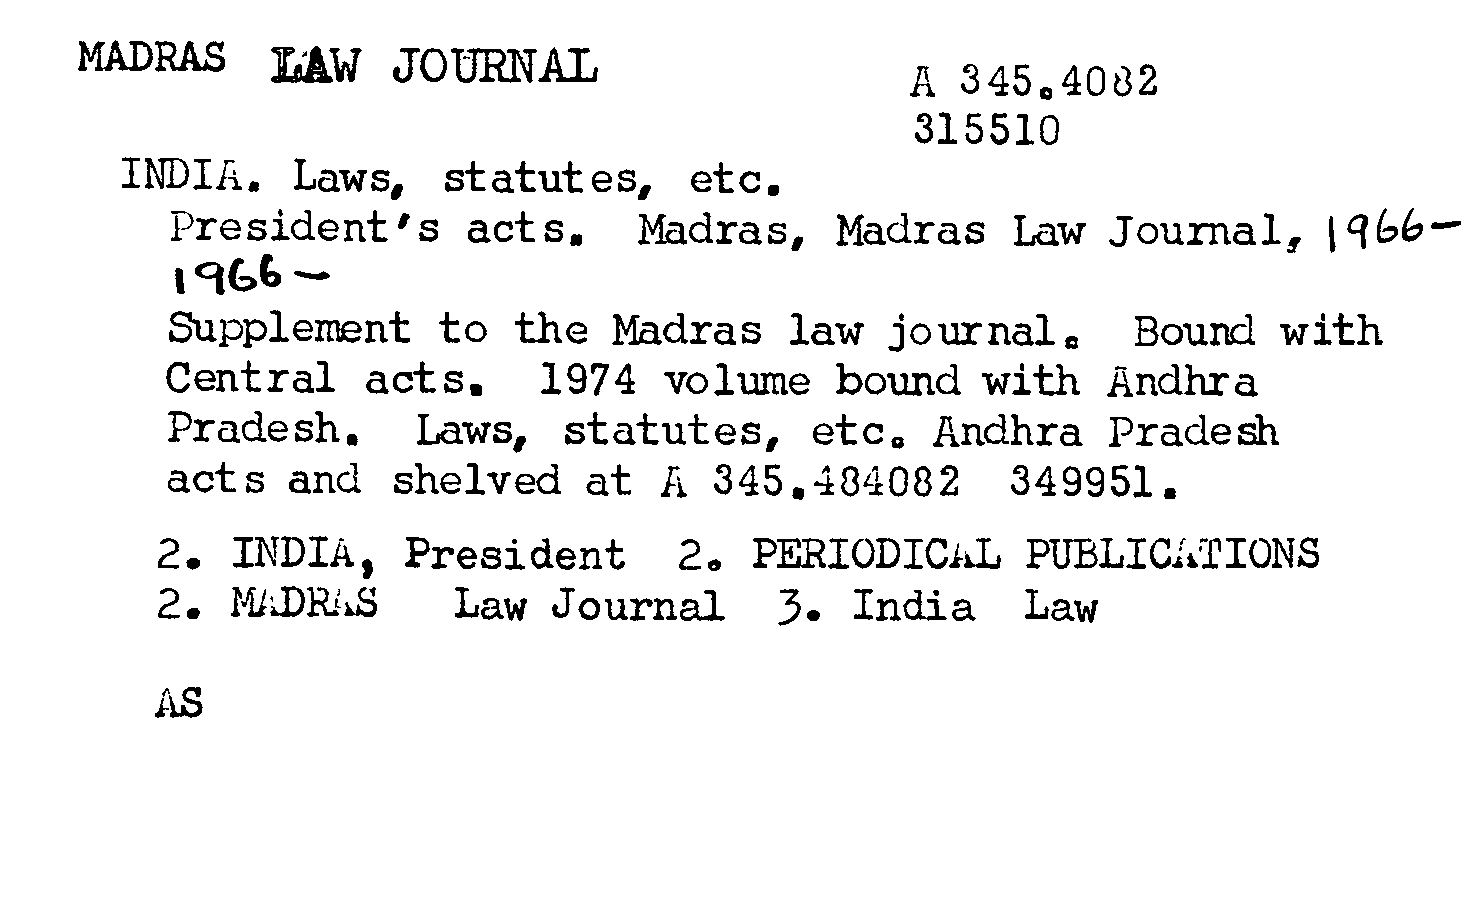 MADRAS LAW JOURNAL
A 345.4082
315510
INDIA. Laws, statutes, etc.
President's acts. Madras, Madras Law Journal, 1966-
1966-
Supplement to the Madras law journal. Bound with
Central acts. 1974 volume bound with Andhra
Pradesh. Laws, statutes, etc. Andhra Pradesh
acts and shelved at A 345.484082 349951.
2. INDIA, President 2. PERIODICAL PUBLICATIONS
2. MADRAS Law Journal 3. India Law
AS